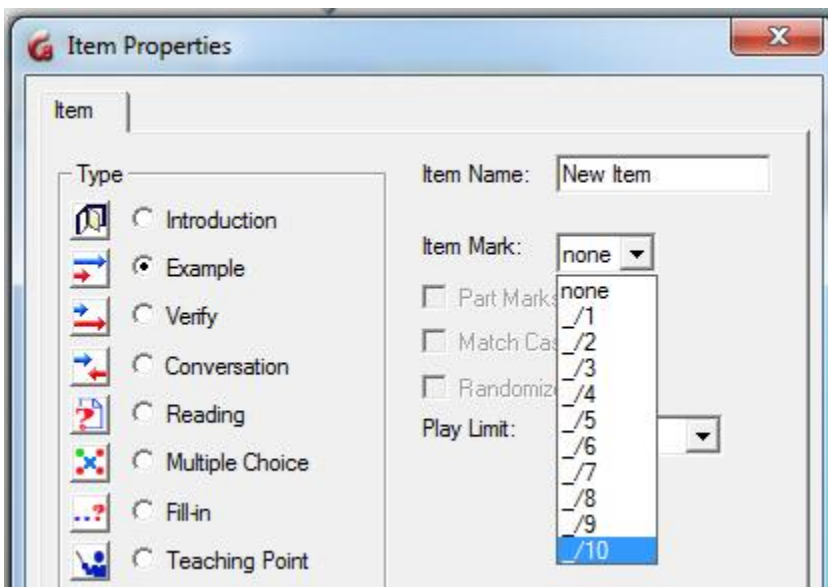 Item Properties
Item
Type
Introduction
Example
Verify
Conversation
Reading
Multiple Choice
Fill-in
Teaching Point
Item Name: New Item
Item Mark: none
none
_/1
_/2
_/3
_/4
_/5
_/6
_/7
_/8
_/9
_/10
Part Marks
Match Cas
Randomize
Play Limit: